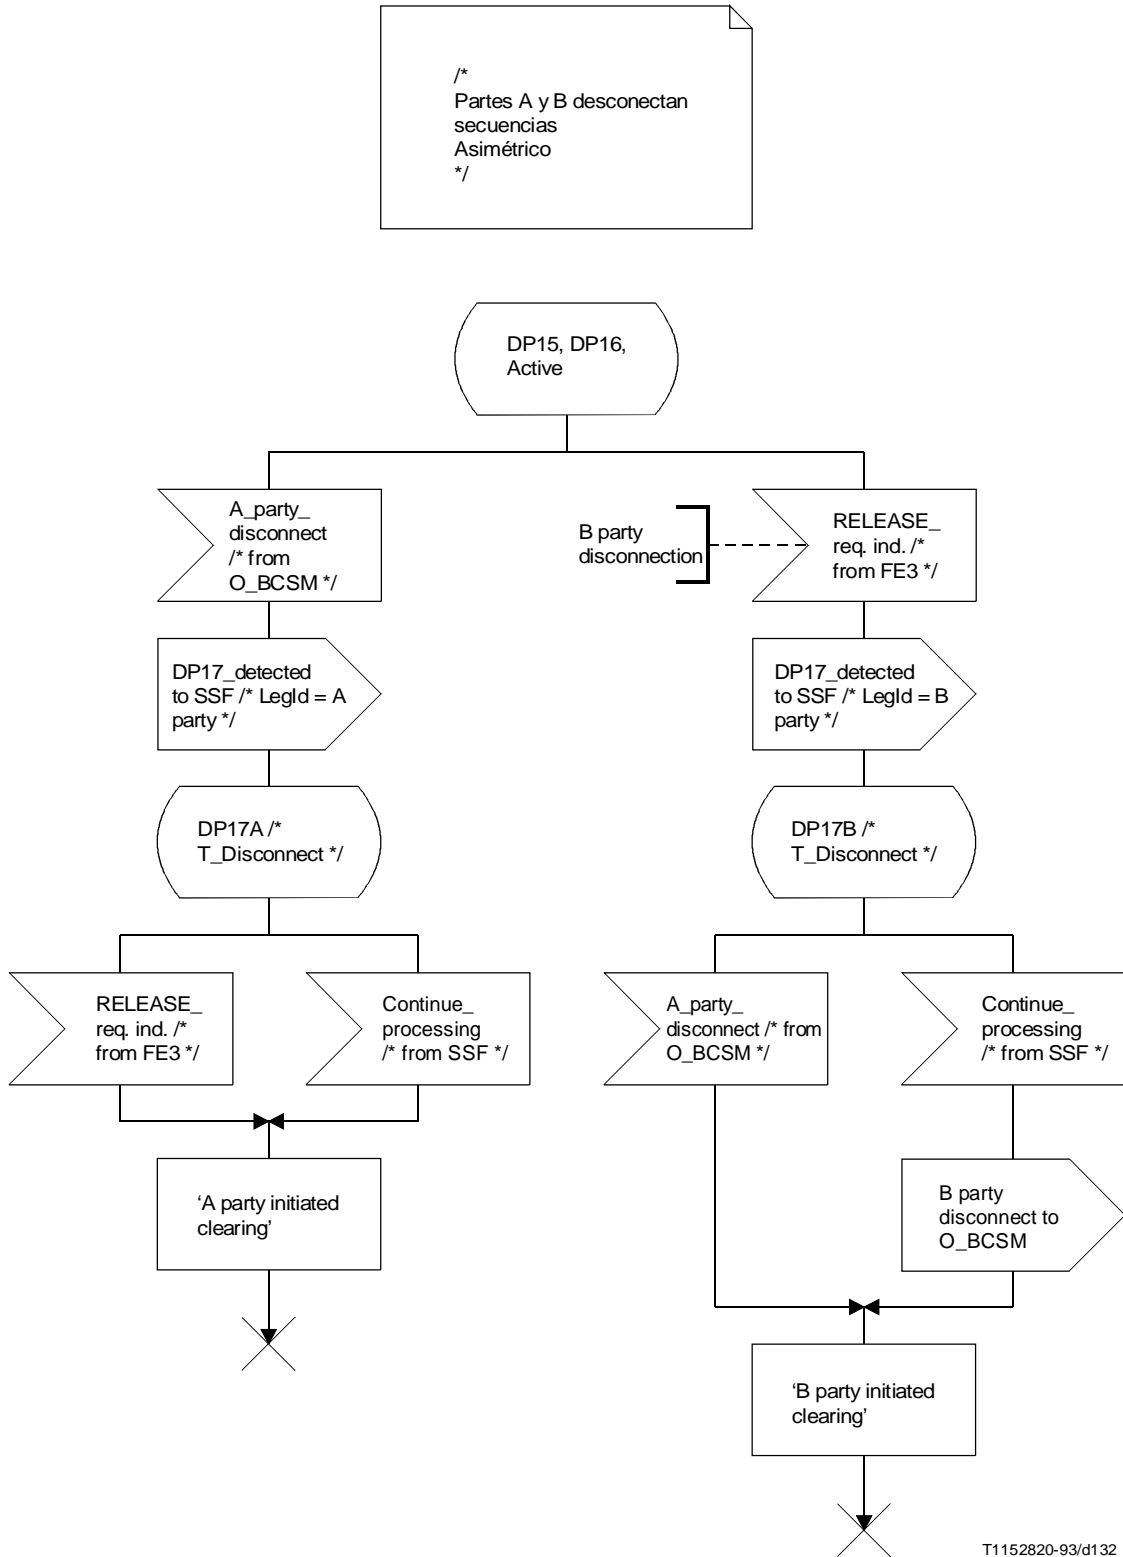 /*
Partes A y B desconectan
secuencias
Asimétrico
*/
DP15, DP16,
Active
A_party_
disconnect
/* from
O_BCSM */
B party
disconnection
RELEASE_
req. ind. /*
from FE3 */
DP17_detected
to SSF /* LegId = A
party */
DP17_detected
to SSF /* LegId = B
party */
DP17A /*
T_Disconnect */
DP17B /*
T_Disconnect */
RELEASE_
req. ind. /*
from FE3 */
Continue_
processing
/* from SSF */
A_party_
disconnect /* from
O_BCSM */
Continue_
processing
/* from SSF */
‘A party initiated
clearing’
B party
disconnect to
O_BCSM
‘B party initiated
clearing’
T1152820-93/d132